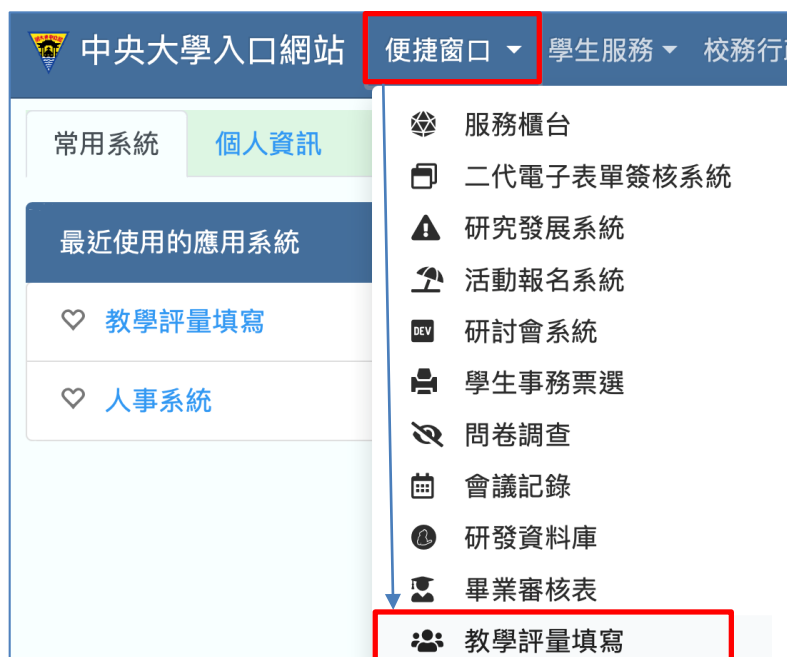 中央大學入口網站 便捷窗口 學生服務 校務行政
常用系統 個人資訊
最近使用的應用系統
教學評量填寫
人事系統
服務櫃台
二代電子表單簽核系統
研究發展系統
活動報名系統
DEV 研討會系統
學生事務票選
問卷調查
會議記錄
研發資料庫
畢業審核表
教學評量填寫